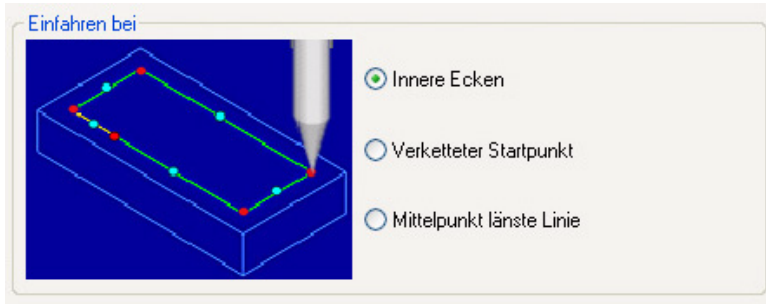 Einfahren bei
Innere Ecken
Verketteter Startpunkt
Mittelpunkt länste Linie